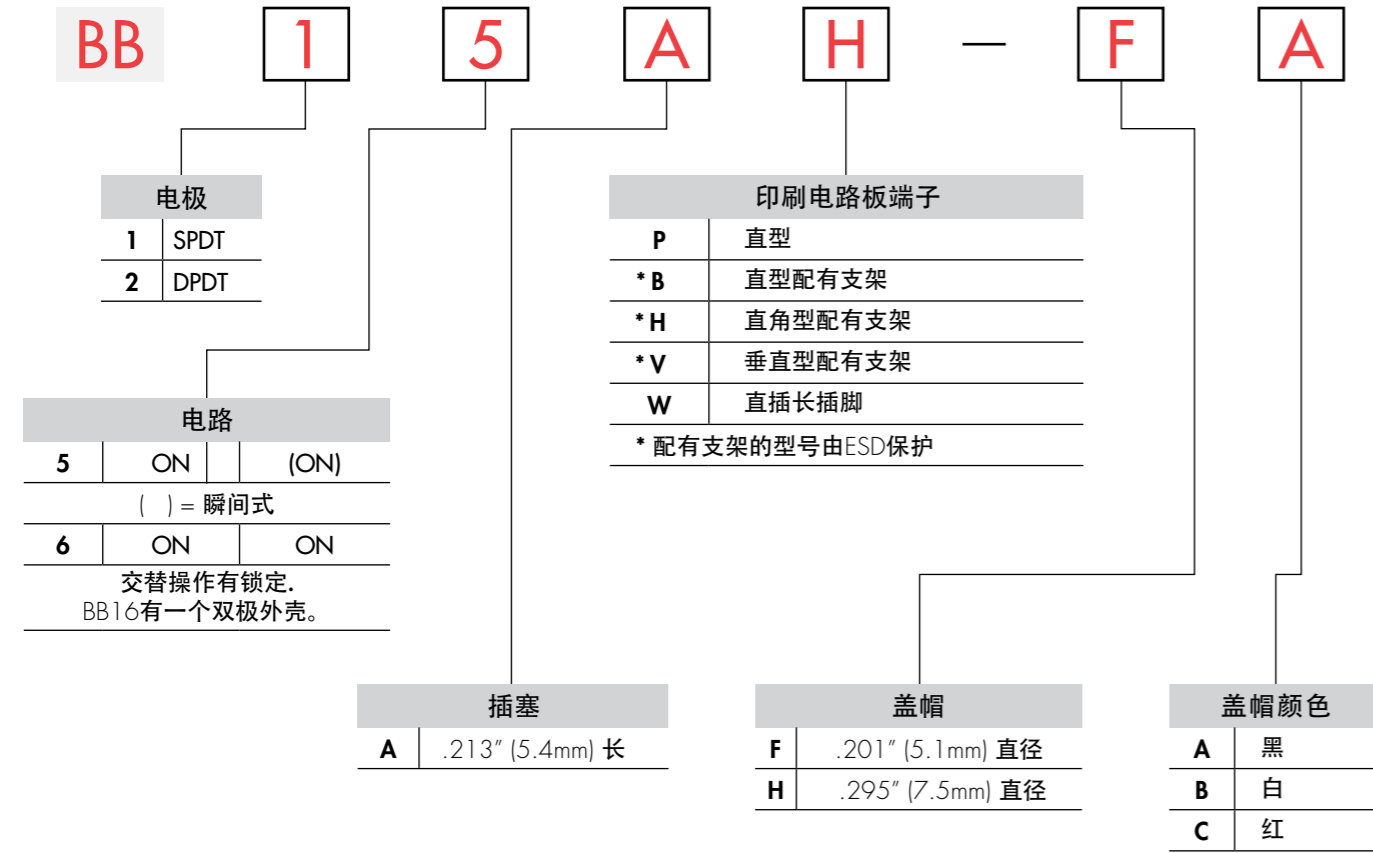 BB 1 5 A H — F A
电极
1 SPDT
2 DPDT
印刷电路板端子
P 直型
* B 直型配有支架
* H 直角型配有支架
* V 垂直型配有支架
W 直插长插脚
* 配有支架的型号由ESD保护
电路
5 ON (ON)
( ) = 瞬间式
6 ON ON
交替操作有锁定.
BB16有一个双极外壳。
插塞
A .213" (5.4mm) 长
盖帽
F .201" (5.1mm) 直径
H .295" (7.5mm) 直径
盖帽颜色
A 黑
B 白
C 红